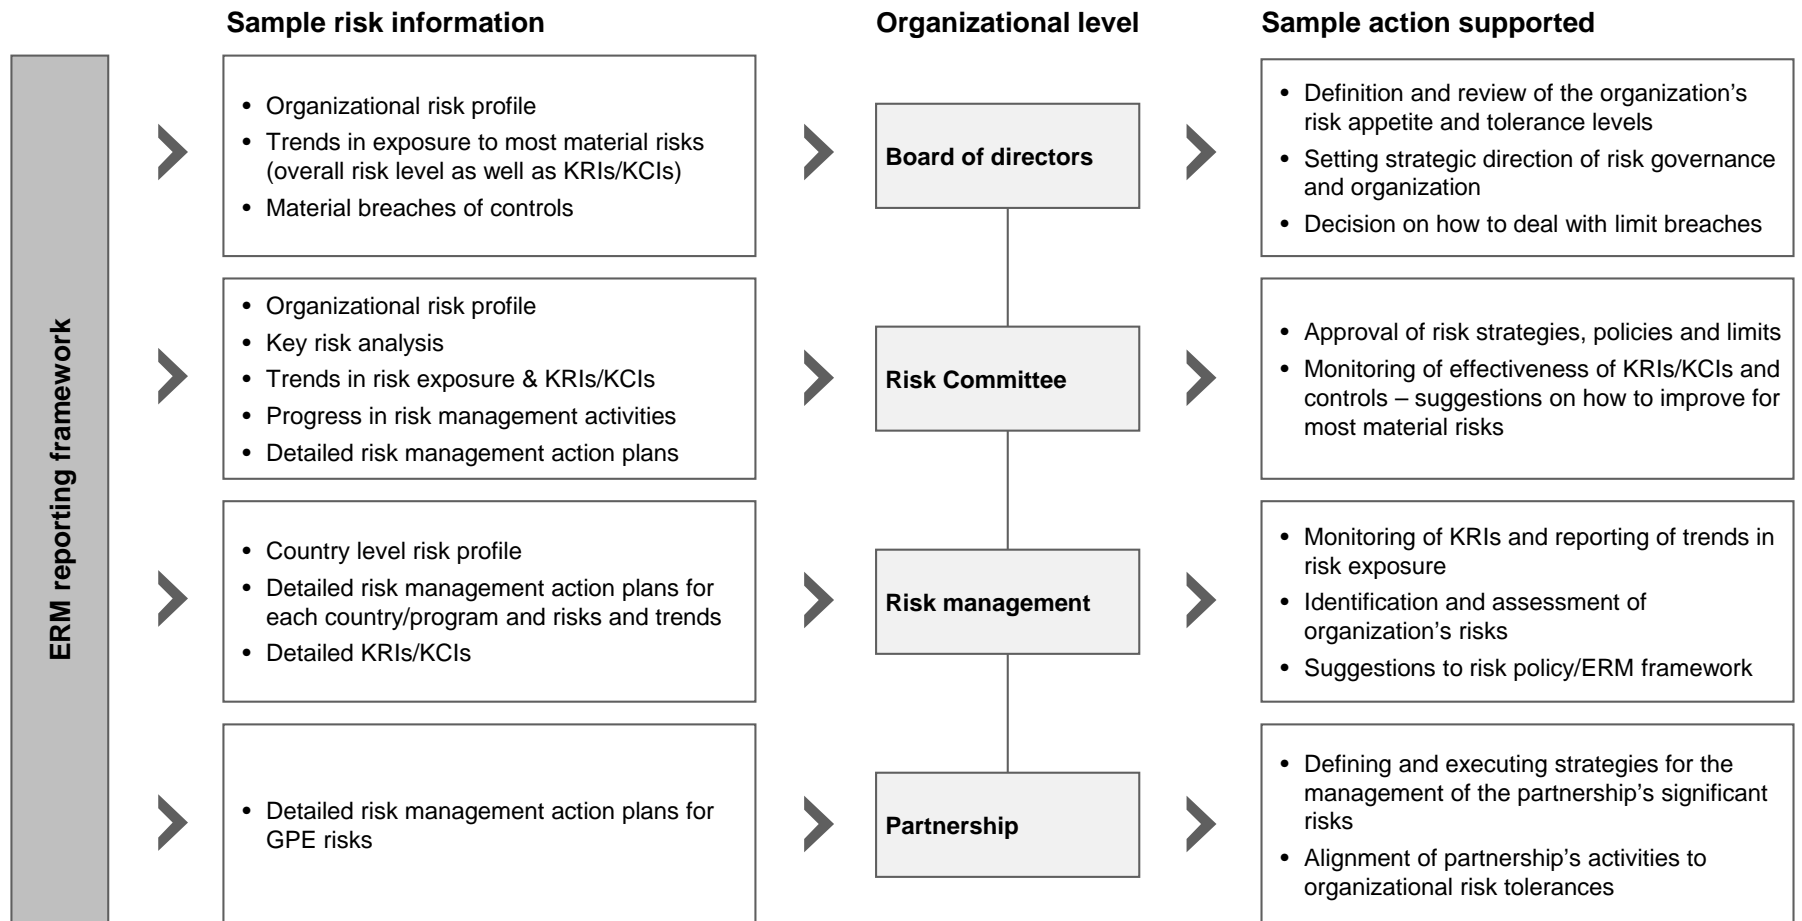 Sample risk information
Organizational level
Sample action supported
ERM reporting framework
• Organizational risk profile
• Trends in exposure to most material risks
(overall risk level as well as KRIs/KCIs)
• Material breaches of controls
Board of directors
• Definition and review of the organization’s
risk appetite and tolerance levels
• Setting strategic direction of risk governance
and organization
• Decision on how to deal with limit breaches
• Organizational risk profile
• Key risk analysis
• Trends in risk exposure & KRIs/KCIs
• Progress in risk management activities
• Detailed risk management action plans
Risk Committee
• Approval of risk strategies, policies and limits
• Monitoring of effectiveness of KRIs/KCIs and
controls – suggestions on how to improve for
most material risks
• Country level risk profile
• Detailed risk management action plans for
each country/program and risks and trends
• Detailed KRIs/KCIs
Risk management
• Monitoring of KRIs and reporting of trends in
risk exposure
• Identification and assessment of
organization’s risks
• Suggestions to risk policy/ERM framework
• Detailed risk management action plans for
GPE risks
Partnership
• Defining and executing strategies for the
management of the partnership’s significant
risks
• Alignment of partnership’s activities to
organizational risk tolerances